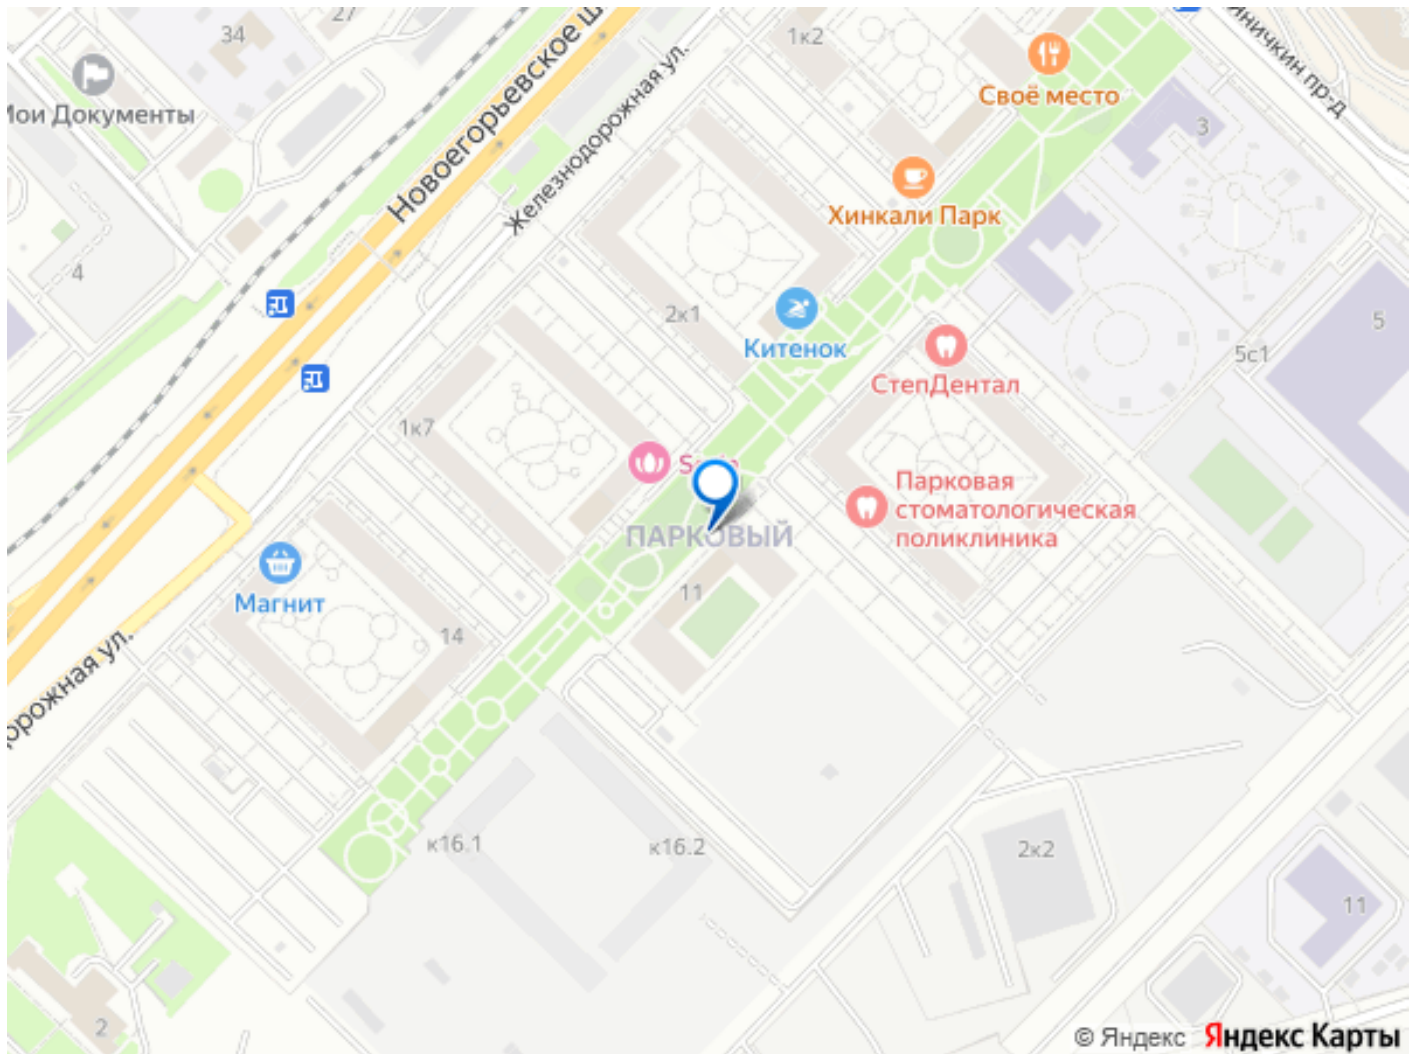 34
27
1к2
Своё место
Мои Документы
Новоегорьевское ш
Железнодорожная ул.
3
Хинкали Парк
4
2к1
Китенок
СтепДентал
5
5с1
1к7
Парковая
стоматологическая
поликлиника
ПАРКОВЫЙ
11
Магнит
14
орожная ул.
к16.1
к16.2
2к2
11
2
© Яндекс Яндекс Карты